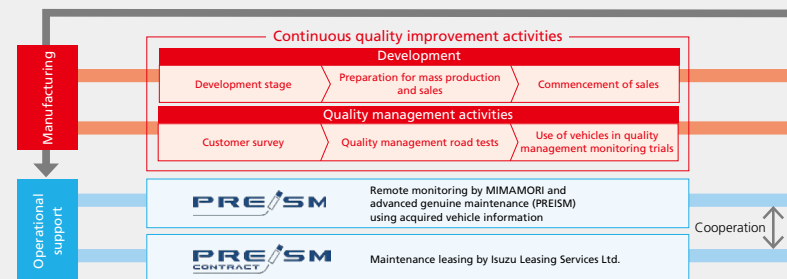 Manufacturing
Continuous quality improvement activities
Development
Development stage
Preparation for mass production
and sales
Commencement of sales
Quality management activities
Customer survey
Quality management road tests
Use of vehicles in quality
management monitoring trials
Operational
support
PREISM
Remote monitoring by MIMAMORI and
advanced genuine maintenance (PREISM)
using acquired vehicle information
Cooperation
PREISM
CONTRACT
Maintenance leasing by Isuzu Leasing Services Ltd.